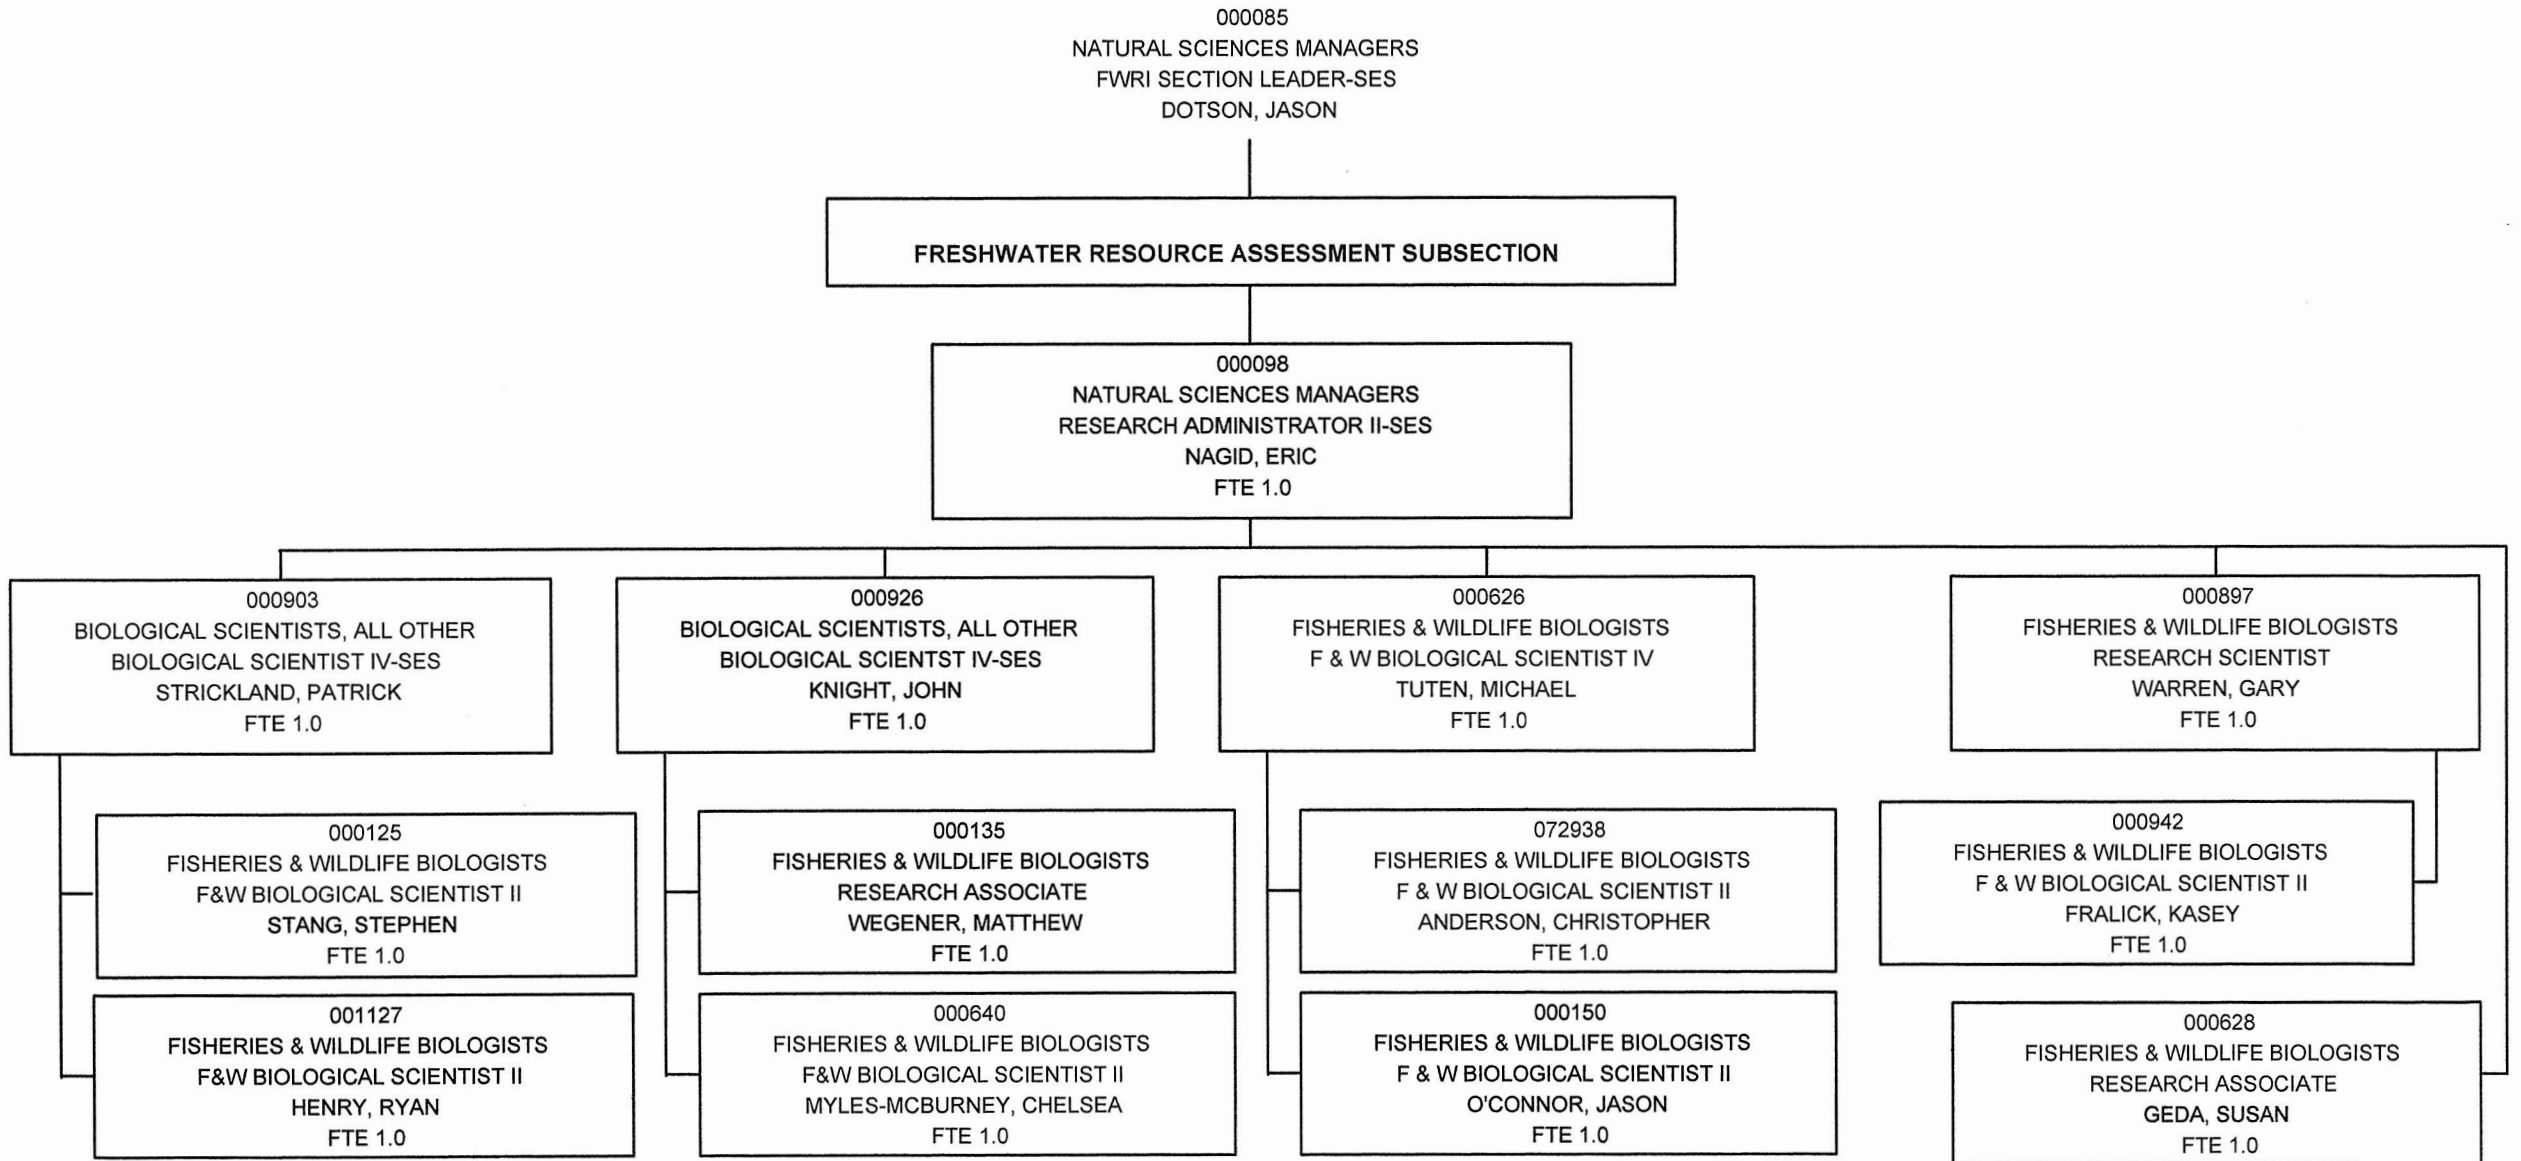 000085
NATURAL SCIENCES MANAGERS
FWRI SECTION LEADER-SES
DOTSON, JASON
FRESHWATER RESOURCE ASSESSMENT SUBSECTION
000098
NATURAL SCIENCES MANAGERS
RESEARCH ADMINISTRATOR II-SES
NAGID, ERIC
FTE 1.0
000903
BIOLOGICAL SCIENTISTS, ALL OTHER
BIOLOGICAL SCIENTIST IV-SES
STRICKLAND, PATRICK
FTE 1.0
000926
BIOLOGICAL SCIENTISTS, ALL OTHER
BIOLOGICAL SCIENTST IV-SES
KNIGHT, JOHN
FTE 1.0
000626
FISHERIES & WILDLIFE BIOLOGISTS
F & W BIOLOGICAL SCIENTIST IV
TUTEN, MICHAEL
FTE 1.0
000897
FISHERIES & WILDLIFE BIOLOGISTS
RESEARCH SCIENTIST
WARREN, GARY
FTE 1.0
000125
FISHERIES & WILDLIFE BIOLOGISTS
F&W BIOLOGICAL SCIENTIST II
STANG, STEPHEN
FTE 1.0
000135
FISHERIES & WILDLIFE BIOLOGISTS
RESEARCH ASSOCIATE
WEGENER, MATTHEW
FTE 1.0
072938
FISHERIES & WILDLIFE BIOLOGISTS
F & W BIOLOGICAL SCIENTIST II
ANDERSON, CHRISTOPHER
FTE 1.0
000942
FISHERIES & WILDLIFE BIOLOGISTS
F & W BIOLOGICAL SCIENTIST II
FRALICK, KASEY
FTE 1.0
001127
FISHERIES & WILDLIFE BIOLOGISTS
F&W BIOLOGICAL SCIENTIST II
HENRY, RYAN
FTE 1.0
000640
FISHERIES & WILDLIFE BIOLOGISTS
F&W BIOLOGICAL SCIENTIST II
MYLES-MCBURNEY, CHELSEA
FTE 1.0
000150
FISHERIES & WILDLIFE BIOLOGISTS
F & W BIOLOGICAL SCIENTIST II
O'CONNOR, JASON
FTE 1.0
000628
FISHERIES & WILDLIFE BIOLOGISTS
RESEARCH ASSOCIATE
GEDA, SUSAN
FTE 1.0